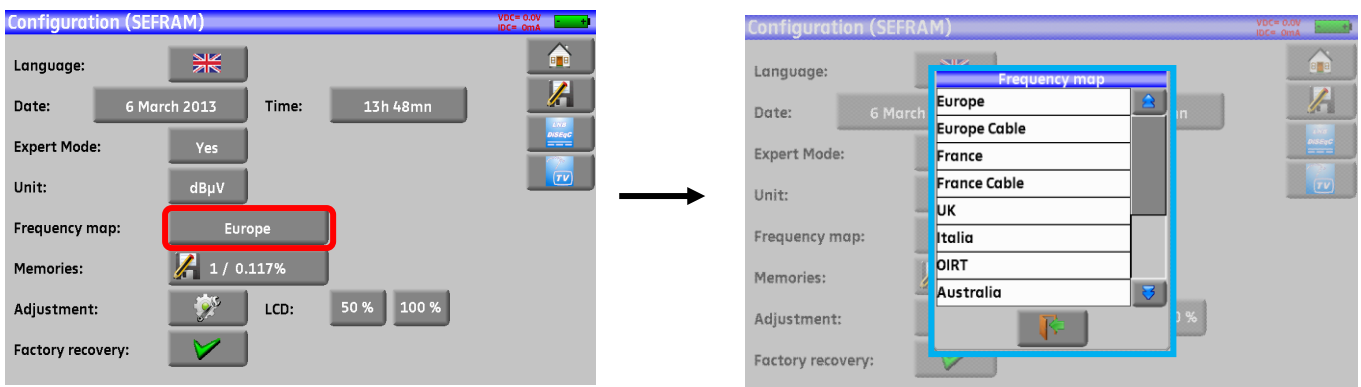 Configuration (SEFRAM)
VDC= 0.0V
IDC= 0mA
- +
Language:
Date: 6 March 2013 Time: 13h 48mn
LNB
DiSEqC
Expert Mode: Yes
TV
Unit: dBµV
Frequency map: Europe
Memories: 1 / 0.117%
Adjustment: LCD: 50 % 100 %
Factory recovery:
Configuration (SEFRAM)
VDC= 0.0V
IDC= 0mA
- +
Language:
Date: 6 March
Expert Mode:
Unit:
Frequency map:
Memories:
Adjustment:
Factory recovery:
Frequency map
Europe
Europe Cable
France
France Cable
UK
Italia
OIRT
Australia
LNB
DiSEqC
TV